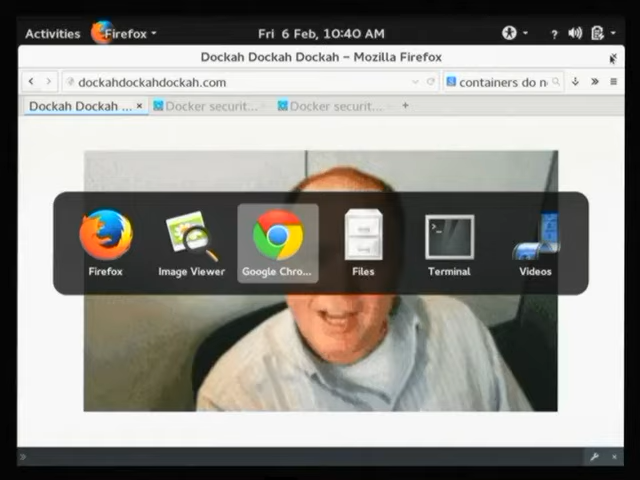 Activities Firefox Fri 6 Feb, 10:40 AM ?
Dockah Dockah Dockah – Mozilla Firefox
dockahdockahdockah.com containers do n
Dockah Dockah ... × Docker securit... Docker securit... +
Firefox Image Viewer Google Chro... Files Terminal Videos